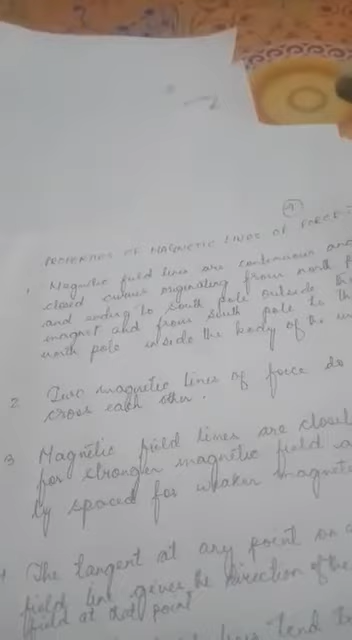 9
PROPERTIES OF MAGNETIC LINES OF FORCE:-
1 Magnetic field lines are continuous and
closed curves originating from north
and ending to south pole outside the
magnet and from south pole to the
north pole inside the body of the
2 Two magnetic lines of force do
cross each other.
3 Magnetic field lines are close
for stronger magnetic field a
ly spaced for weaker magnet
4 The tangent at any point on a
field line gives the direction of the
field at that point